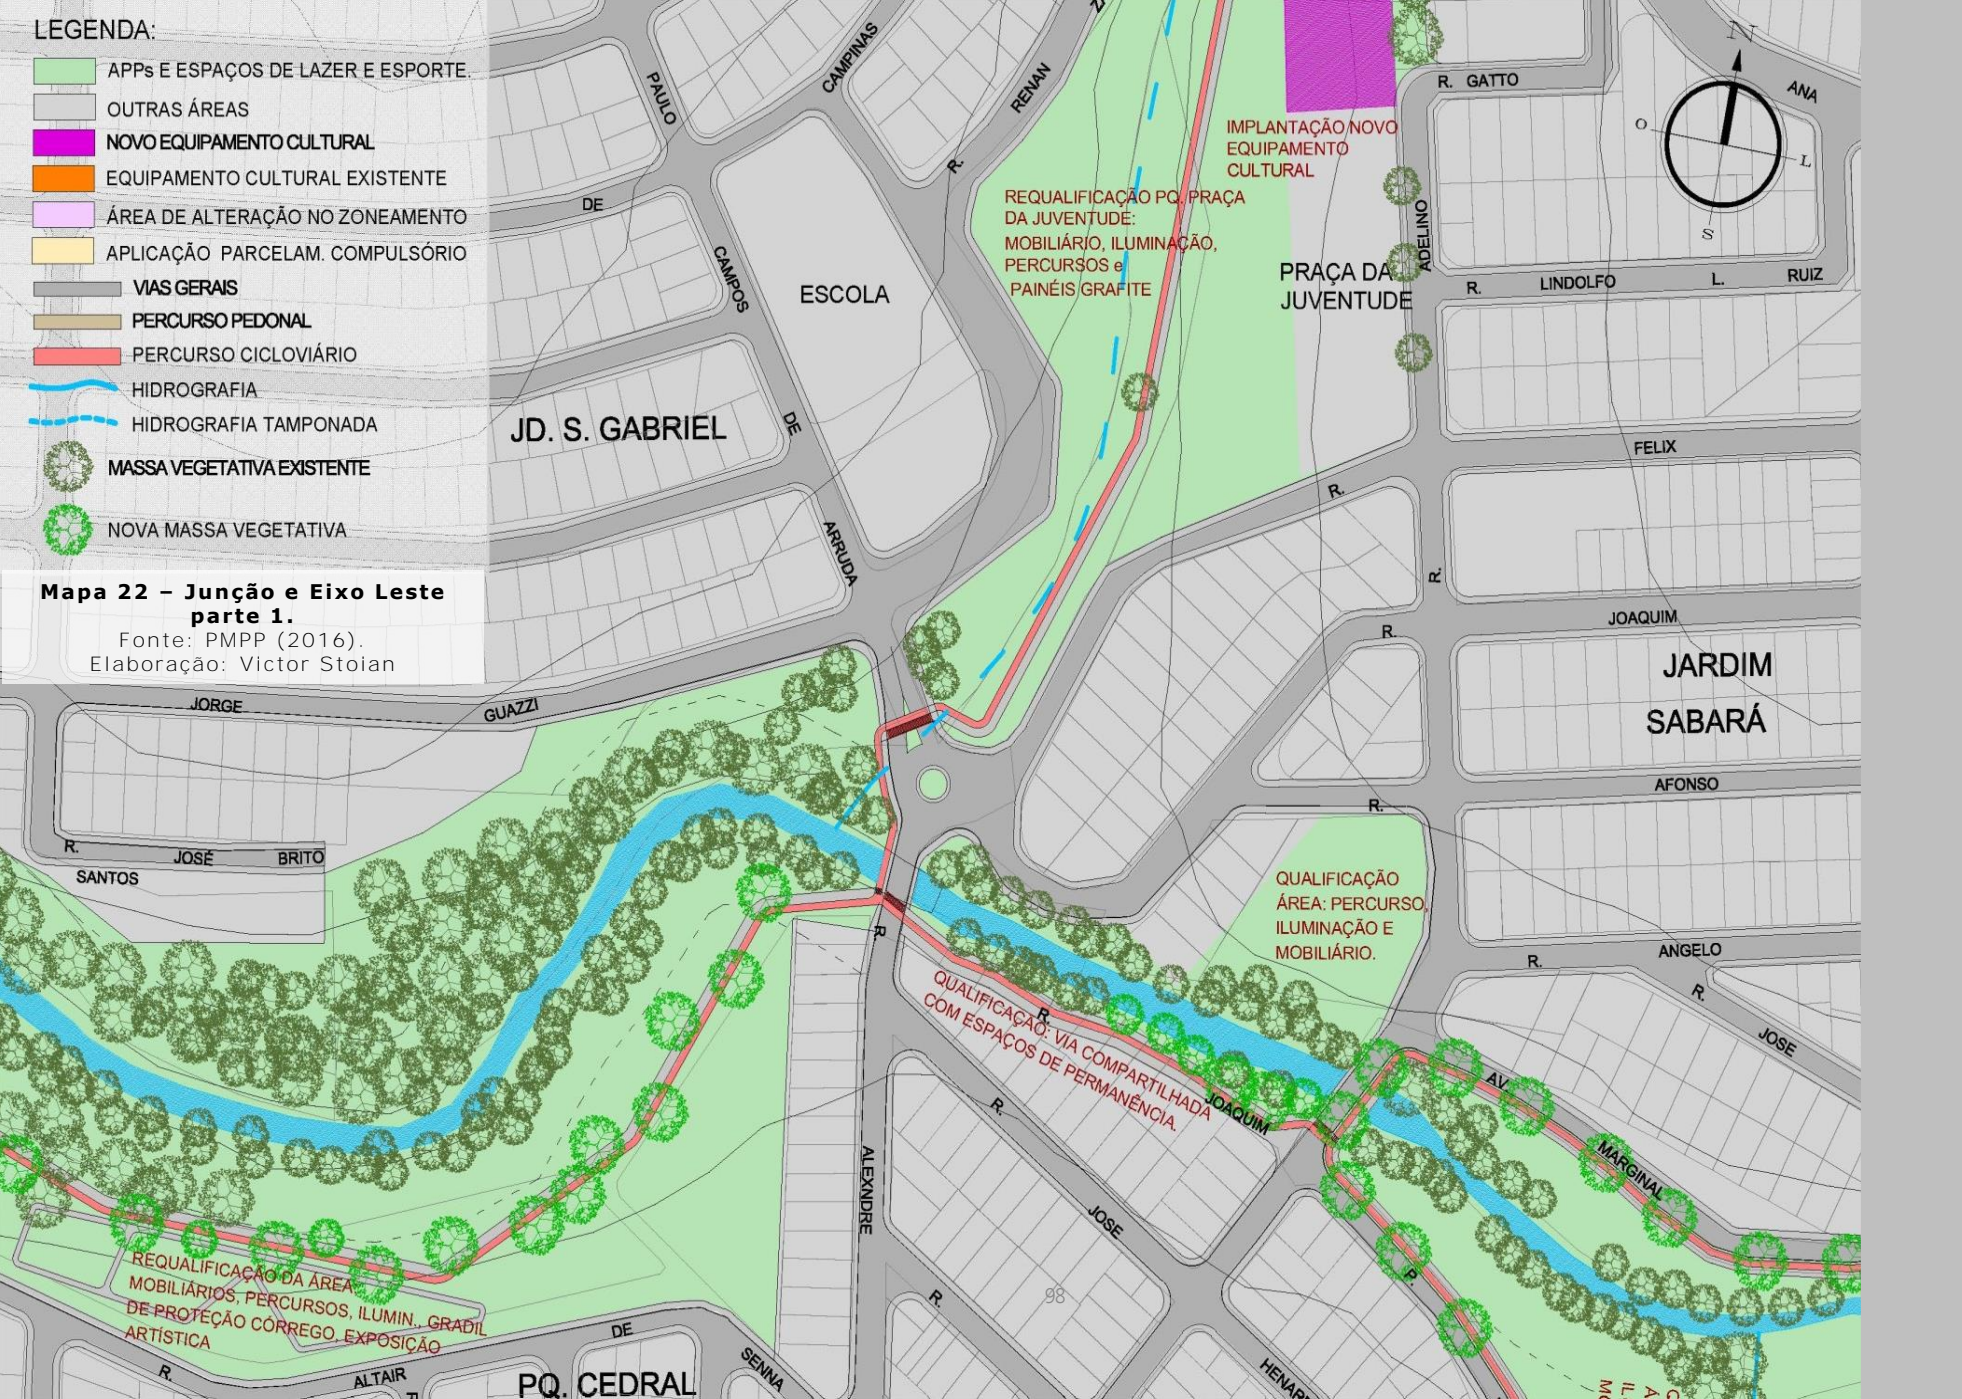 LEGENDA:
APPs E ESPAÇOS DE LAZER E ESPORTE.
OUTRAS ÁREAS
NOVO EQUIPAMENTO CULTURAL
EQUIPAMENTO CULTURAL EXISTENTE
ÁREA DE ALTERAÇÃO NO ZONEAMENTO
APLICAÇÃO PARCELAM. COMPULSÓRIO
VIAS GERAIS
PERCURSO PEDONAL
PERCURSO CICLOVIÁRIO
HIDROGRAFIA
HIDROGRAFIA TAMPONADA
MASSA VEGETATIVA EXISTENTE
NOVA MASSA VEGETATIVA
Mapa 22 – Junção e Eixo Leste
parte 1.
Fonte: PMPP (2016).
Elaboração: Victor Stoian
PAULO
DE
CAMPOS
DE
ARRUDA
CAMPINAS
R.
RENAN
ESCOLA
JD. S. GABRIEL
IMPLANTAÇÃO NOVO
EQUIPAMENTO
CULTURAL
REQUALIFICAÇÃO PQ. PRAÇA
DA JUVENTUDE:
MOBILIÁRIO, ILUMINAÇÃO,
PERCURSOS e
PAINÉIS GRAFITE
PRAÇA DA
JUVENTUDE
R. GATTO
ANA
N
O
L
S
ADELINO
R.
R. LINDOLFO L. RUIZ
R. FELIX
R. JOAQUIM
JARDIM
SABARÁ
R. AFONSO
R. ANGELO
R. JOSE
JORGE GUAZZI
R. JOSÉ BRITO
SANTOS
QUALIFICAÇÃO
ÁREA: PERCURSO,
ILUMINAÇÃO E
MOBILIÁRIO.
QUALIFICAÇÃO: VIA COMPARTILHADA
COM ESPAÇOS DE PERMANÊNCIA.
R. JOAQUIM
P.
AV. MARGINAL
R. ALEXNDRE
R. JOSE
R. HENAR
REQUALIFICAÇÃO DA ÁREA:
MOBILIÁRIOS, PERCURSOS, ILUMIN., GRADIL
DE PROTEÇÃO CÓRREGO, EXPOSIÇÃO
ARTÍSTICA
R. ALTAIR DE SENNA
PQ. CEDRAL
98